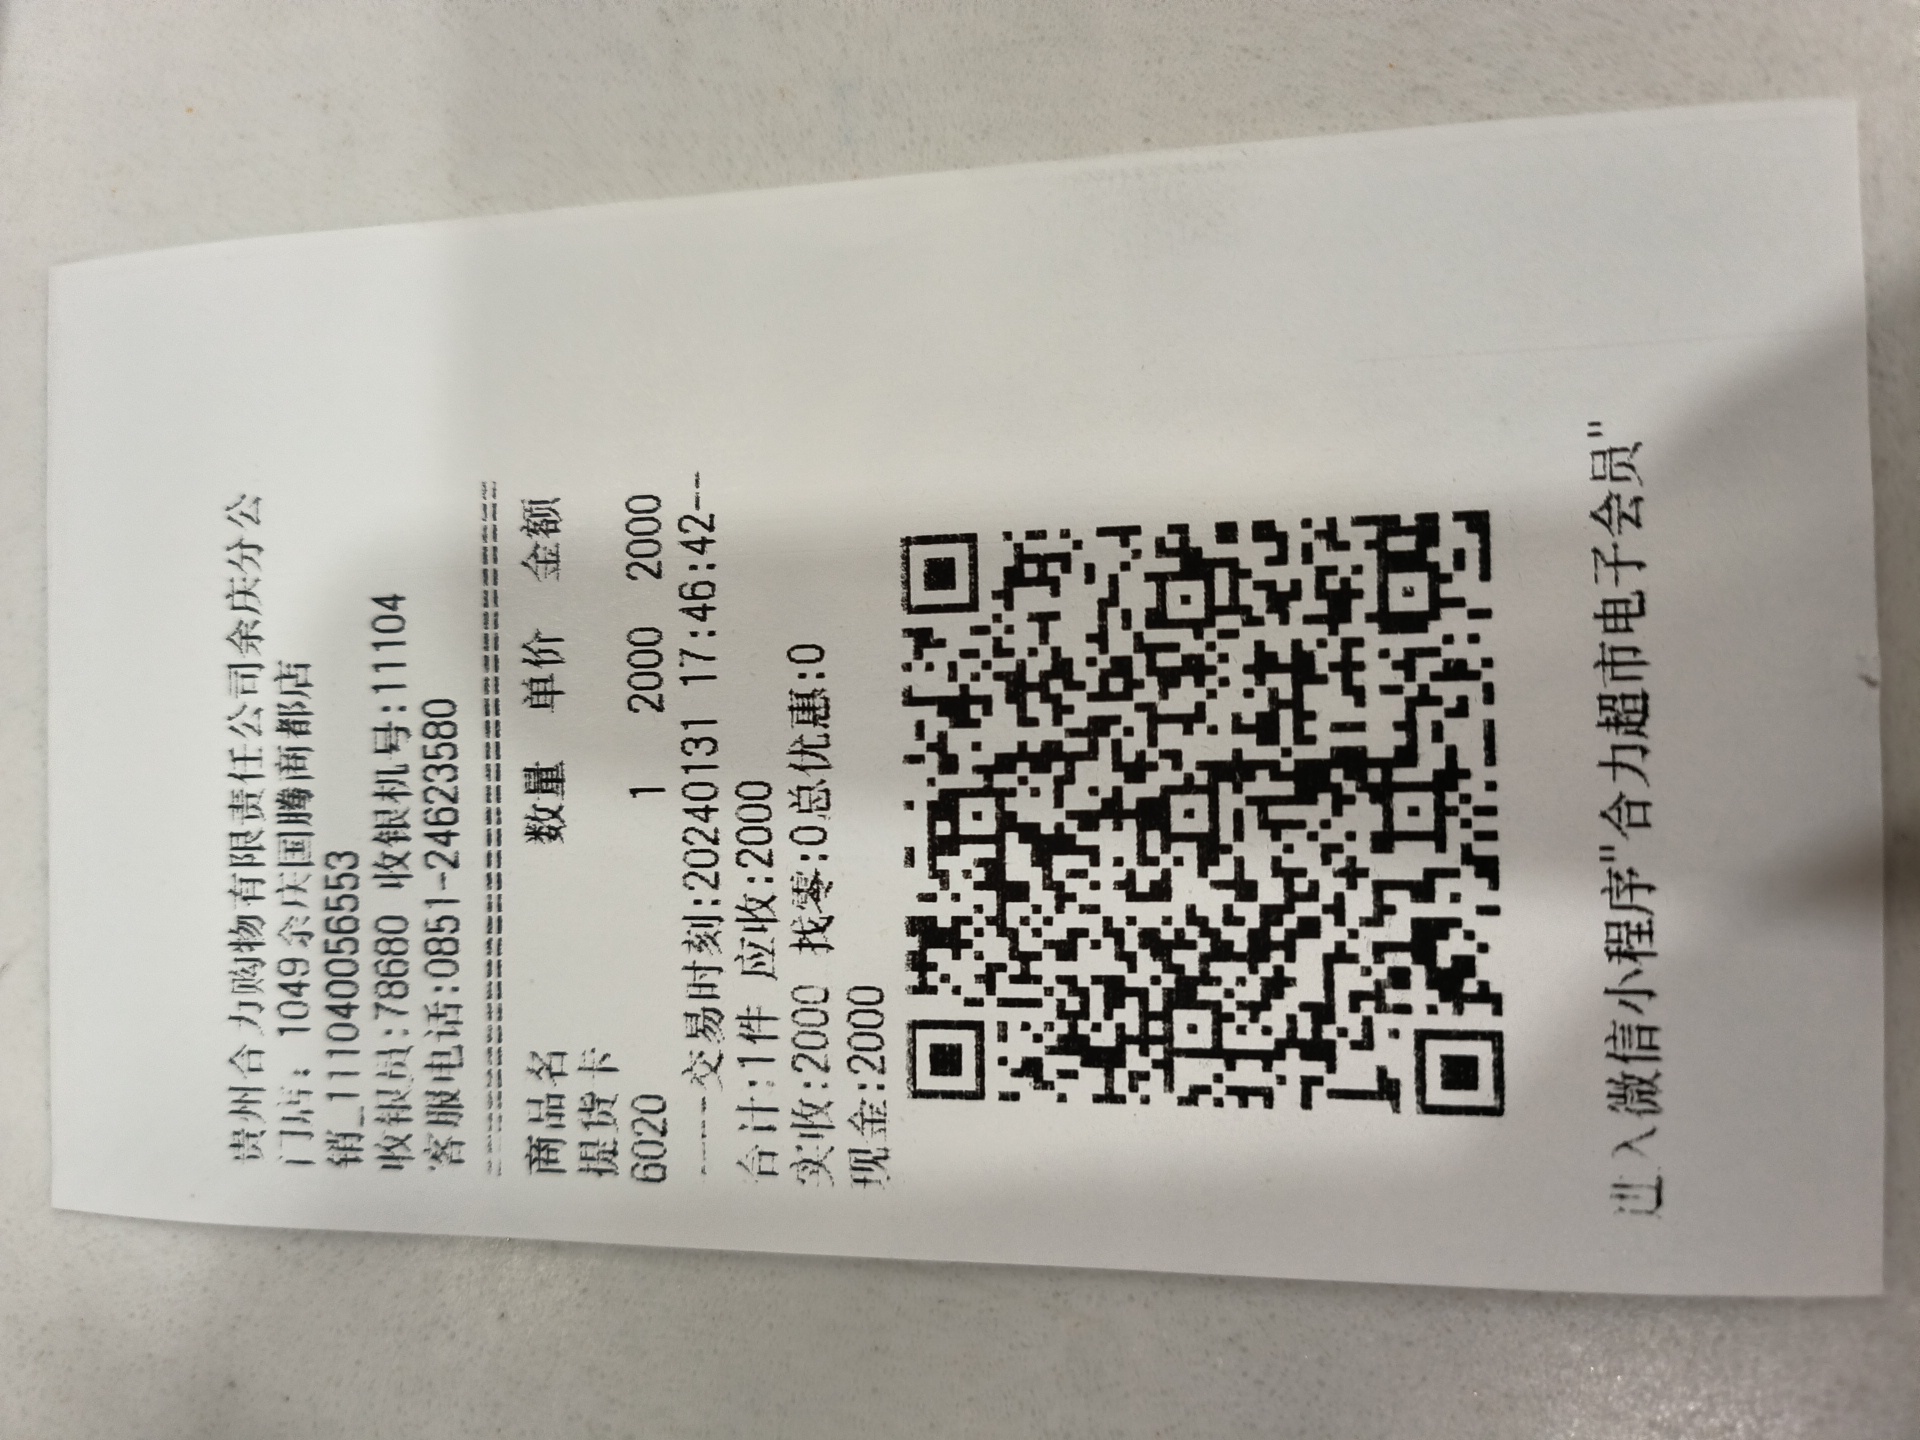 贵州合力购物有限责任公司余庆分公
门店: 1049余庆国腾商都店
销_111040056553
收银员:78680 收银机号:11104
客服电话:0851-24623580
==========================================
商品名 数量 单价 金额
提货卡
6020 1 2000 2000
----交易时刻:20240131 17:46:42--
合计:1件 应收:2000
实收:2000 找零:0总优惠:0
现金:2000
进入微信小程序"合力超市电子会员"